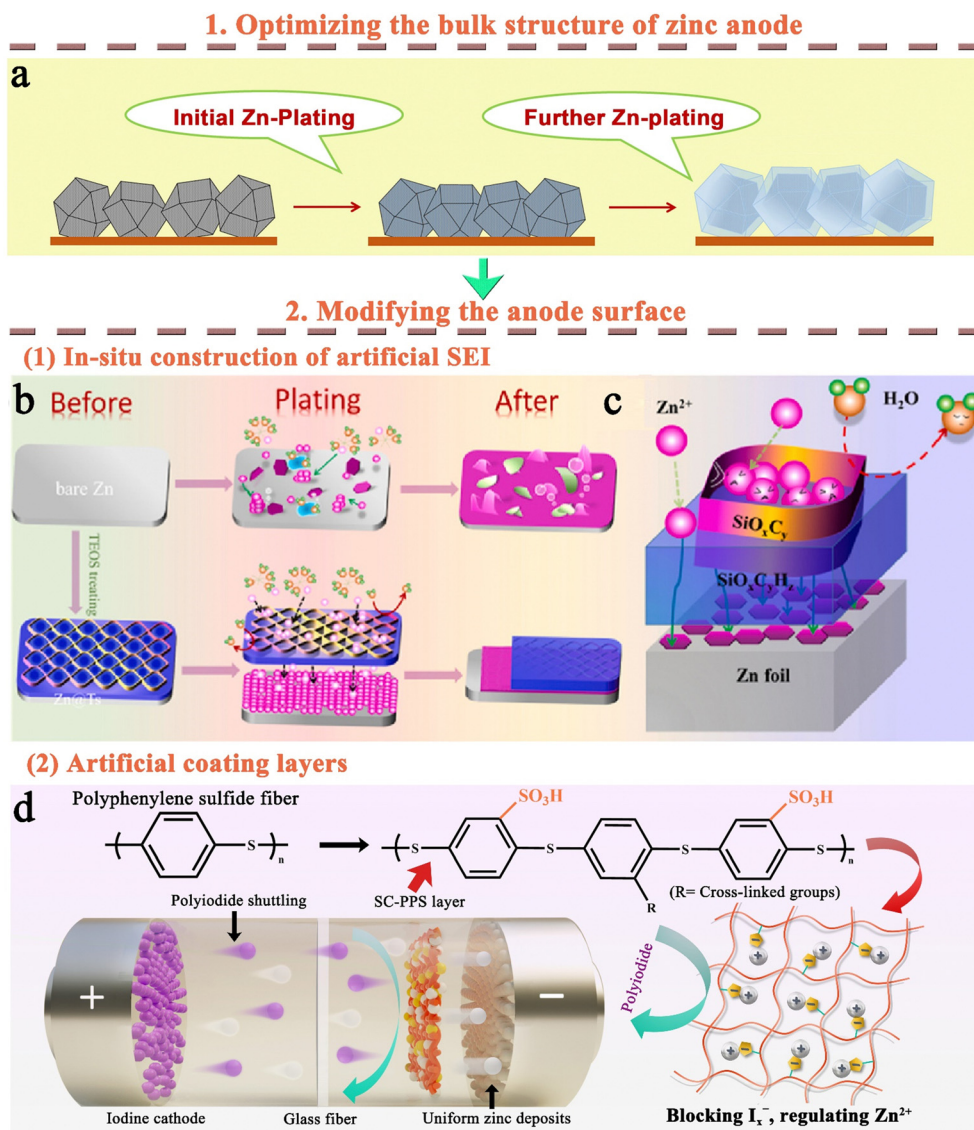 1. Optimizing the bulk structure of zinc anode
a
Initial Zn-Plating
Further Zn-plating
2. Modifying the anode surface
(1) In-situ construction of artificial SEI
b
Before
Plating
After
bare Zn
TEOS treating
Zn@Ts
c
Zn²⁺
H₂O
SiOₓCᵧ
SiOₓCᵧH_z
Zn foil
(2) Artificial coating layers
d
Polyphenylene sulfide fiber
S
n
SO₃H
SO₃H
S
S
S
S
n
R
(R= Cross-linked groups)
SC-PPS layer
Polyiodide shuttling
+
−
Iodine cathode
Glass fiber
Uniform zinc deposits
Polyiodide
Blocking Iₓ⁻, regulating Zn²⁺